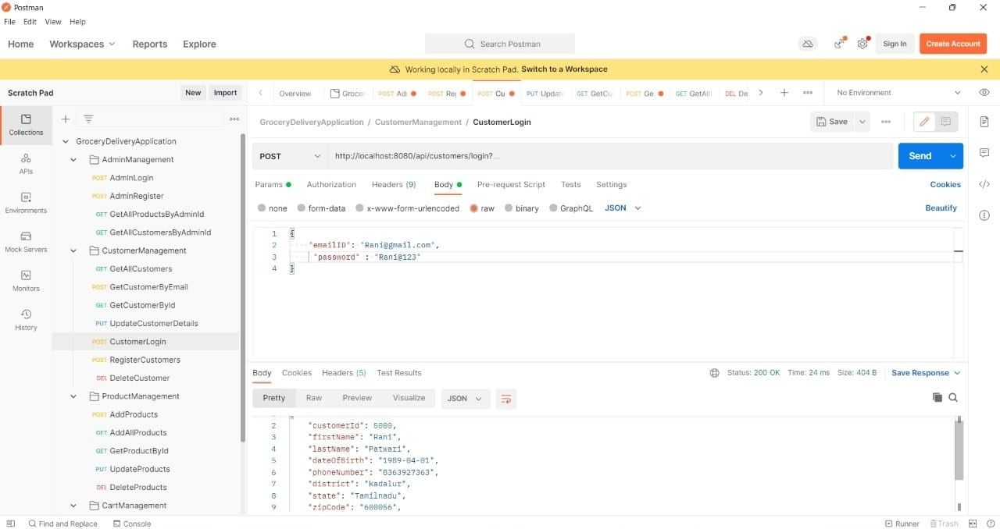 Postman
File Edit View Help
Home Workspaces Reports Explore Search Postman Sign In Create Account
Working locally in Scratch Pad. Switch to a Workspace
Scratch Pad New Import
Overview Grocer POST Ad POST Re POST Cu PUT Update GET GetCu POST Ge GET GetAll DEL De No Environment
GroceryDeliveryApplication / CustomerManagement / CustomerLogin Save
POST http://localhost:8080/api/customers/login? ...
Send
Params Authorization Headers (9) Body Pre-request Script Tests Settings Cookies
none form-data x-www-form-urlencoded raw binary GraphQL JSON Beautify
1 {
2 "emailID": "Rani@gmail.com",
3 "password" : "Rani@123"
4 }
Collections
APIs
Environments
Mock Servers
Monitors
History
GroceryDeliveryApplication
AdminManagement
POST AdminLogin
POST AdminRegister
GET GetAllProductsByAdminId
GET GetAllCustomersByAdminId
CustomerManagement
GET GetAllCustomers
POST GetCustomerByEmail
GET GetCustomerById
PUT UpdateCustomerDetails
POST CustomerLogin
POST RegisterCustomers
DEL DeleteCustomer
ProductManagement
POST AddProducts
GET AddAllProducts
GET GetProductById
PUT UpdateProducts
DEL DeleteProducts
CartManagement
Body Cookies Headers (5) Test Results Status: 200 OK Time: 24 ms Size: 404 B Save Response
Pretty Raw Preview Visualize JSON
2 "customerId": 5000,
3 "firstName": "Rani",
4 "lastName": "Patwari",
5 "dateOfBirth": "1989-04-01",
6 "phoneNumber": "8363927363",
7 "district": "kadalur",
8 "state": "Tamilnadu",
9 "zipCode": "600056",
Find and Replace Console Runner Trash